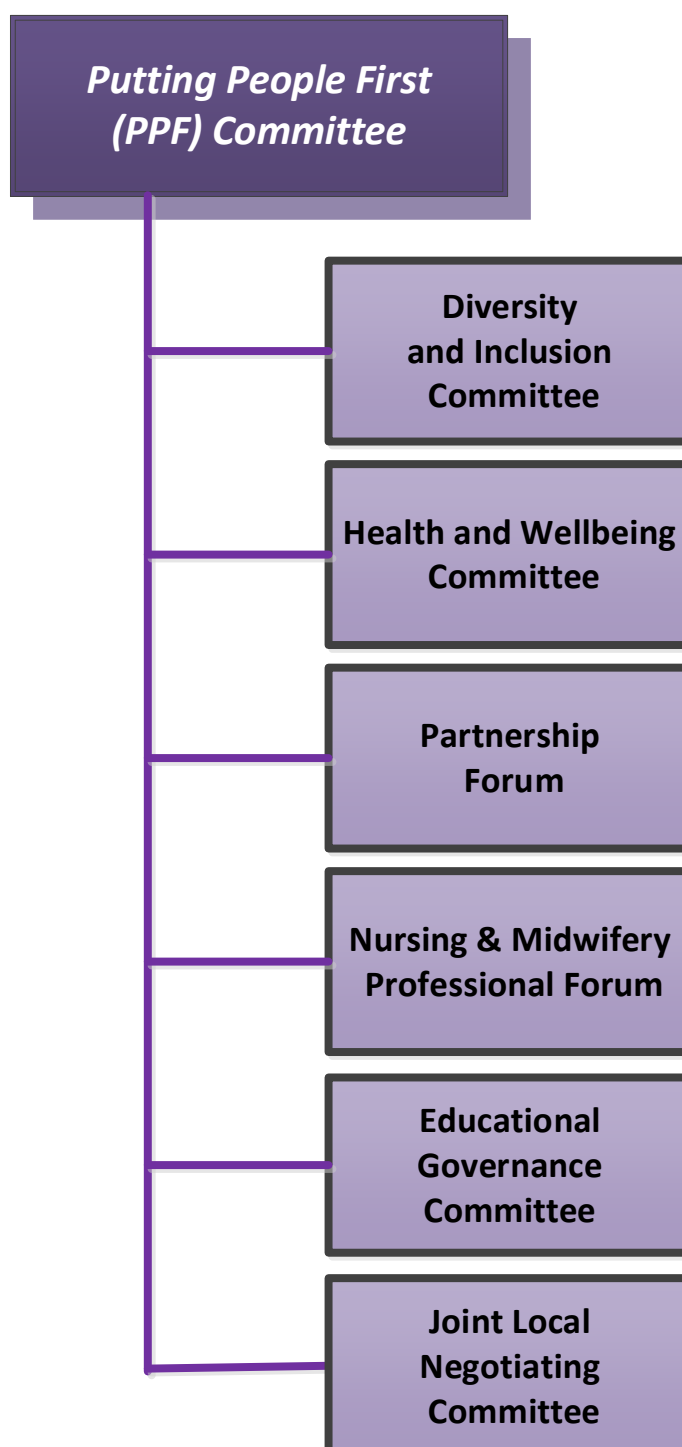 Putting People First
(PPF) Committee
Diversity
and Inclusion
Committee
Health and Wellbeing
Committee
Partnership
Forum
Nursing & Midwifery
Professional Forum
Educational
Governance
Committee
Joint Local
Negotiating
Committee